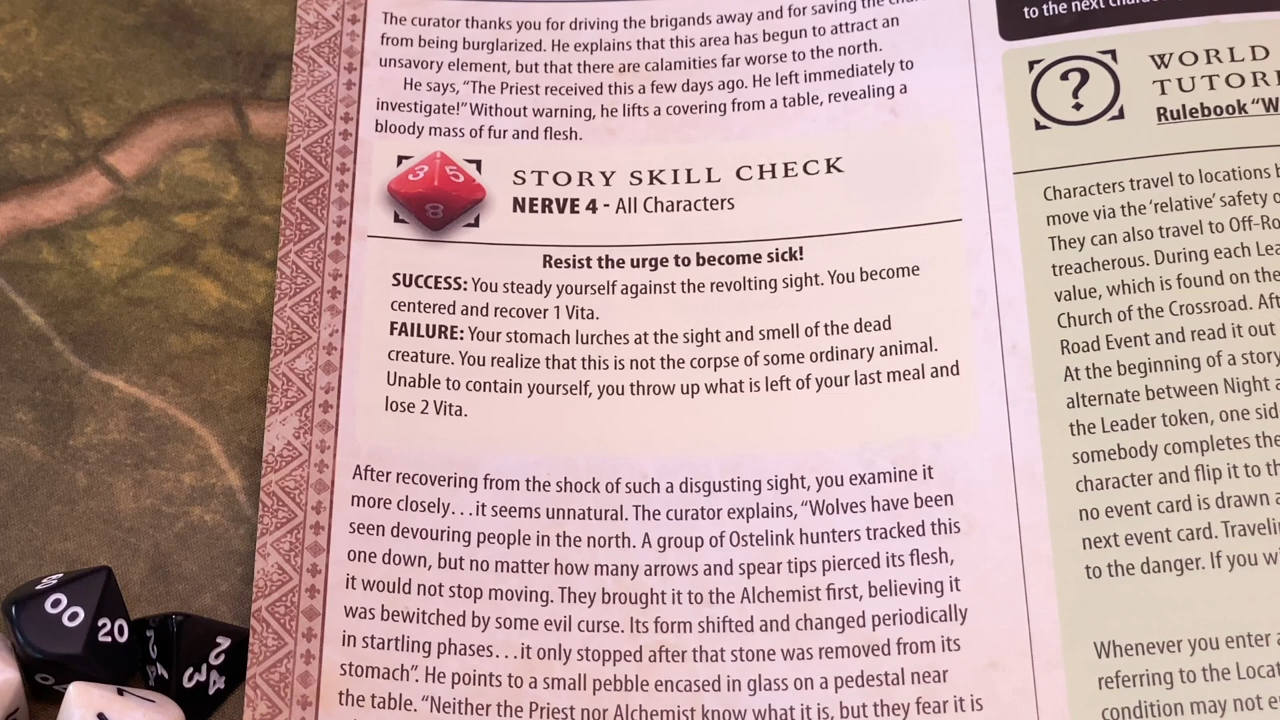 The curator thanks you for driving the brigands away and for saving the
from being burglarized. He explains that this area has begun to attract an
unsavory element, but that there are calamities far worse to the north.
He says, “The Priest received this a few days ago. He left immediately to
investigate!” Without warning, he lifts a covering from a table, revealing a
bloody mass of fur and flesh.
3 5
8
STORY SKILL CHECK
NERVE 4 - All Characters
Resist the urge to become sick!
SUCCESS: You steady yourself against the revolting sight. You become
centered and recover 1 Vita.
FAILURE: Your stomach lurches at the sight and smell of the dead
creature. You realize that this is not the corpse of some ordinary animal.
Unable to contain yourself, you throw up what is left of your last meal and
lose 2 Vita.
After recovering from the shock of such a disgusting sight, you examine it
more closely...it seems unnatural. The curator explains, “Wolves have been
seen devouring people in the north. A group of Ostelink hunters tracked this
one down, but no matter how many arrows and spear tips pierced its flesh,
it would not stop moving. They brought it to the Alchemist first, believing it
was bewitched by some evil curse. Its form shifted and changed periodically
in startling phases...it only stopped after that stone was removed from its
stomach”. He points to a small pebble encased in glass on a pedestal near
the table. “Neither the Priest nor Alchemist know what it is, but they fear it is
to the next
?
WORLD
Rulebook “W
Characters travel to locations
move via the ‘relative’ safety
They can also travel to Off-Ro
treacherous. During each Lea
value, which is found on the
Church of the Crossroad. Aft
Road Event and read it out
At the beginning of a story
alternate between Night
the Leader token, one sid
somebody completes the
character and flip it to th
no event card is drawn
next event card. Traveli
to the danger. If you w
Whenever you enter
referring to the Locat
condition may not e
00
20
2
3
24